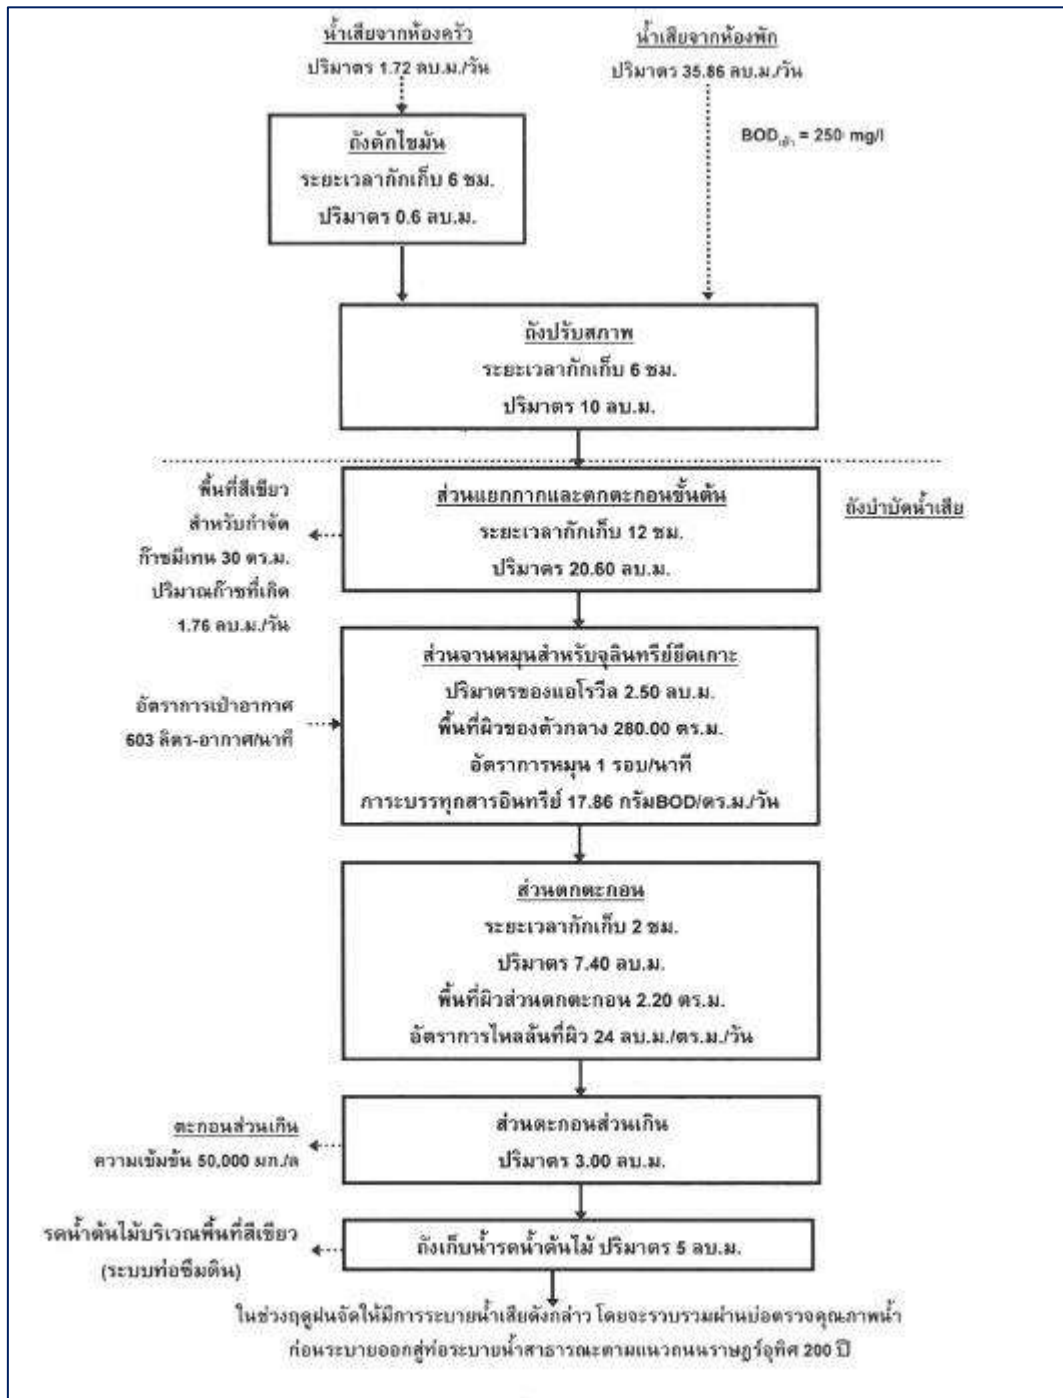 น้ำเสียจากห้องครัว
ปริมาตร 1.72 ลบ.ม./วัน
น้ำเสียจากห้องพัก
ปริมาตร 35.86 ลบ.ม./วัน
BODเข้า = 250 mg/l
ถังดักไขมัน
ระยะเวลากักเก็บ 6 ชม.
ปริมาตร 0.6 ลบ.ม.
ถังปรับสภาพ
ระยะเวลากักเก็บ 6 ชม.
ปริมาตร 10 ลบ.ม.
ถังบำบัดน้ำเสีย
ส่วนแยกกากและตกตะกอนขั้นต้น
ระยะเวลากักเก็บ 12 ชม.
ปริมาตร 20.60 ลบ.ม.
พื้นที่สีเขียว
สำหรับกำจัด
ก๊าซมีเทน 30 ตร.ม.
ปริมาณก๊าซที่เกิด
1.76 ลบ.ม./วัน
ส่วนจานหมุนสำหรับจุลินทรีย์ยึดเกาะ
ปริมาตรของแอโรวีล 2.50 ลบ.ม.
พื้นที่ผิวของตัวกลาง 280.00 ตร.ม.
อัตราการหมุน 1 รอบ/นาที
ภาระบรรทุกสารอินทรีย์ 17.86 กรัมBOD/ตร.ม./วัน
อัตราการเป่าอากาศ
603 ลิตร-อากาศ/นาที
ส่วนตกตะกอน
ระยะเวลากักเก็บ 2 ชม.
ปริมาตร 7.40 ลบ.ม.
พื้นที่ผิวส่วนตกตะกอน 2.20 ตร.ม.
อัตราการไหลล้นที่ผิว 24 ลบ.ม./ตร.ม./วัน
ส่วนตะกอนส่วนเกิน
ปริมาตร 3.00 ลบ.ม.
ตะกอนส่วนเกิน
ความเข้มข้น 50,000 มก./ล
ถังเก็บน้ำรดน้ำต้นไม้ ปริมาตร 5 ลบ.ม.
รดน้ำต้นไม้บริเวณพื้นที่สีเขียว
(ระบบท่อซึมดิน)
ในช่วงฤดูฝนจัดให้มีการระบายน้ำเสียดังกล่าว โดยจะรวบรวมผ่านบ่อตรวจคุณภาพน้ำ
ก่อนระบายออกสู่ท่อระบายน้ำสาธารณะตามแนวถนนราษฎร์อุทิศ 200 ปี